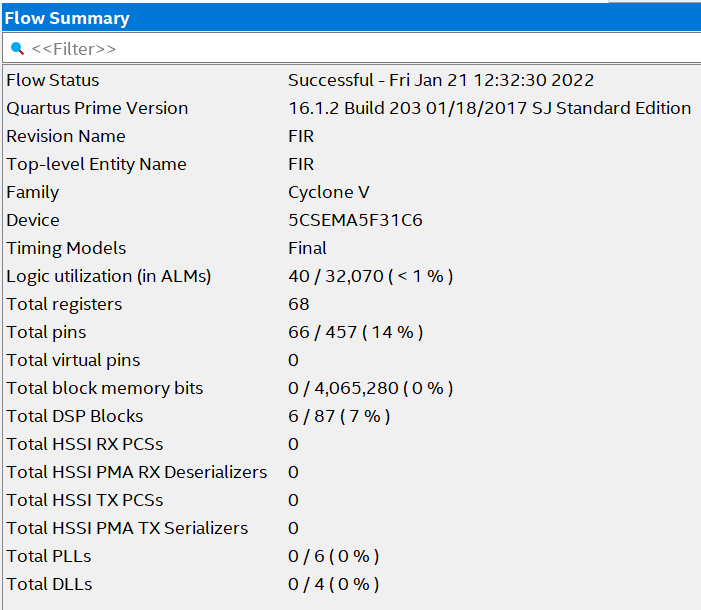 Flow Summary
<<Filter>>
Flow Status Successful - Fri Jan 21 12:32:30 2022
Quartus Prime Version 16.1.2 Build 203 01/18/2017 SJ Standard Edition
Revision Name FIR
Top-level Entity Name FIR
Family Cyclone V
Device 5CSEMA5F31C6
Timing Models Final
Logic utilization (in ALMs) 40 / 32,070 ( < 1 % )
Total registers 68
Total pins 66 / 457 ( 14 % )
Total virtual pins 0
Total block memory bits 0 / 4,065,280 ( 0 % )
Total DSP Blocks 6 / 87 ( 7 % )
Total HSSI RX PCSs 0
Total HSSI PMA RX Deserializers 0
Total HSSI TX PCSs 0
Total HSSI PMA TX Serializers 0
Total PLLs 0 / 6 ( 0 % )
Total DLLs 0 / 4 ( 0 % )